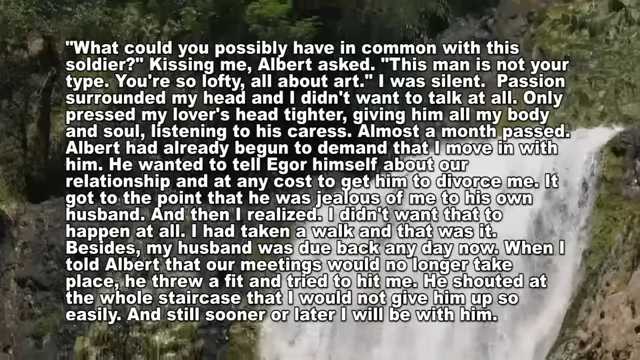 "What could you possibly have in common with this
soldier?" Kissing me, Albert asked. "This man is not your
type. You're so lofty, all about art." I was silent.  Passion
surrounded my head and I didn't want to talk at all. Only
pressed my lover's head tighter, giving him all my body
and soul, listening to his caress. Almost a month passed.
Albert had already begun to demand that I move in with
him. He wanted to tell Egor himself about our
relationship and at any cost to get him to divorce me. It
got to the point that he was jealous of me to his own
husband. And then I realized. I didn't want that to
happen at all. I had taken a walk and that was it.
Besides, my husband was due back any day now. When I
told Albert that our meetings would no longer take
place, he threw a fit and tried to hit me. He shouted at
the whole staircase that I would not give him up so
easily. And still sooner or later I will be with him.